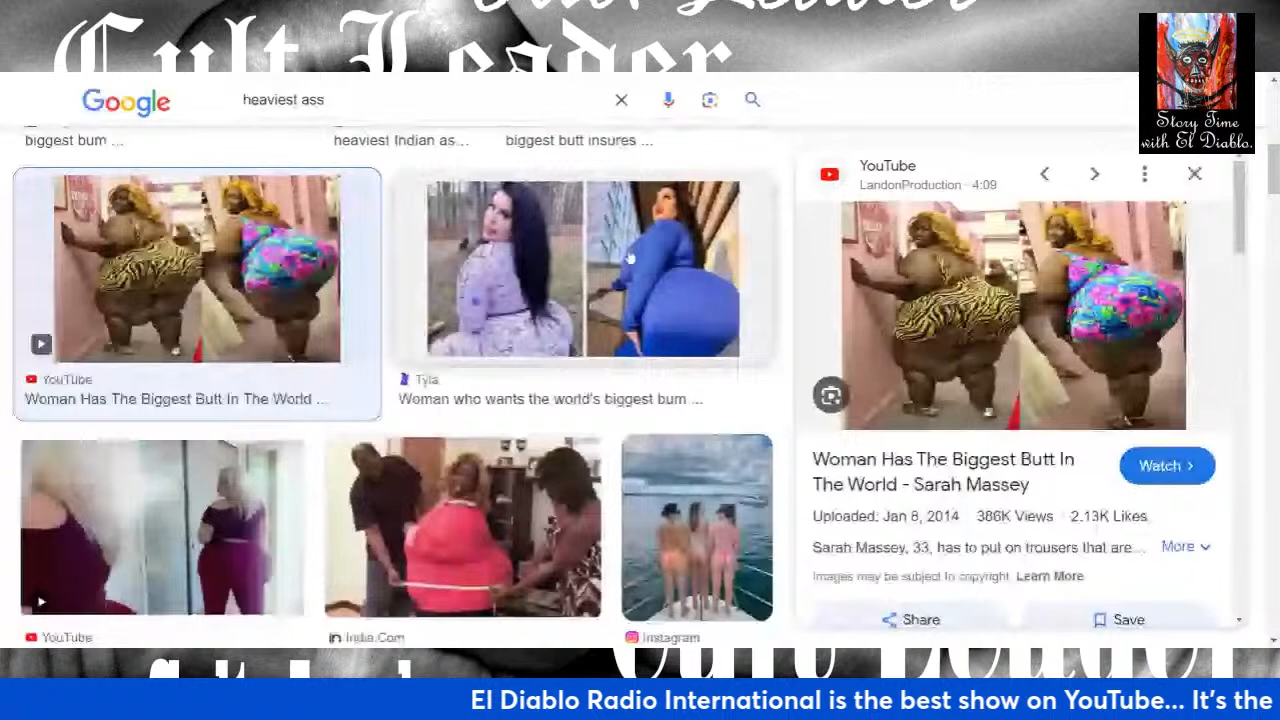 Cult Leader
Google
heaviest ass
Story Time
with El Diablo.
biggest bum ...
heaviest Indian as...
biggest butt insures ...
YouTube
LandonProduction · 4:09
YouTube
Woman Has The Biggest Butt In The World ...
Tyla
Woman who wants the world's biggest bum ...
Woman Has The Biggest Butt In
The World - Sarah Massey
Watch
Uploaded: Jan 8, 2014
386K Views
2.13K Likes
Sarah Massey, 33, has to put on trousers that are...
More
Images may be subject to copyright. Learn More
Share
Save
YouTube
India.Com
Instagram
Cult Leader
El Diablo Radio International is the best show on YouTube... It's the